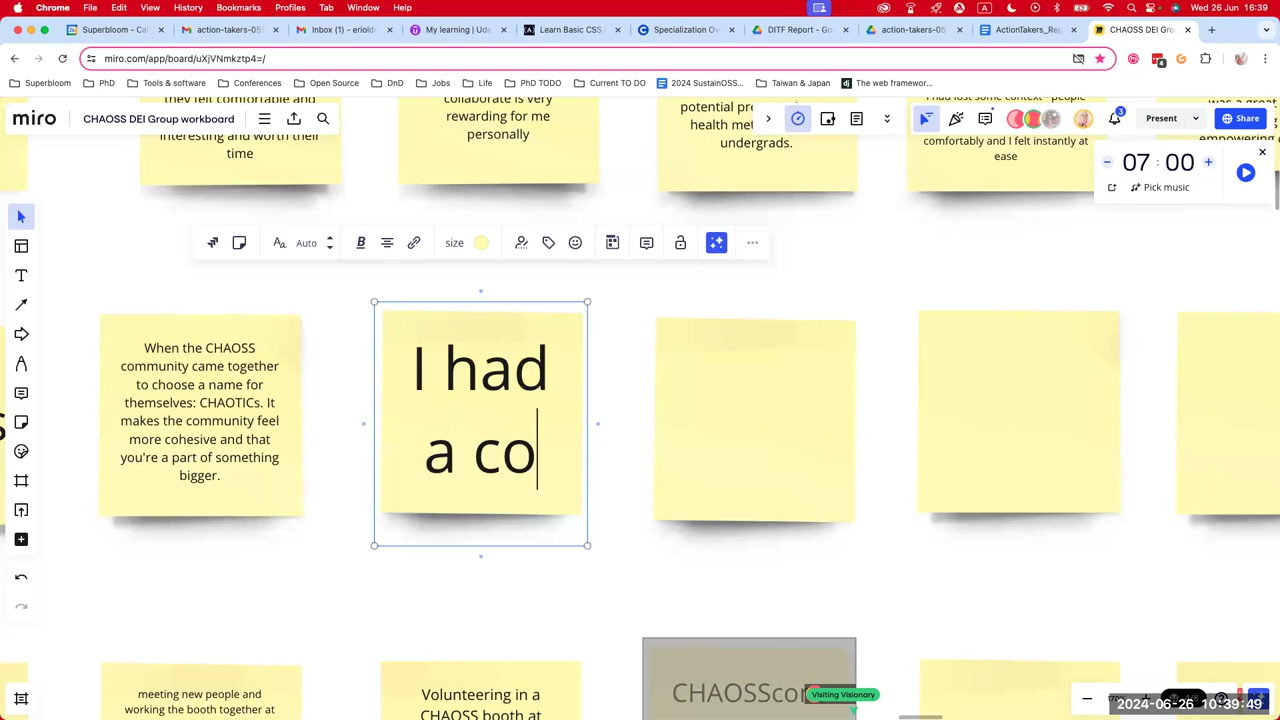 Chrome File Edit View History Bookmarks Profiles Tab Window Help
Wed 26 Jun 16:39
Superbloom - Ca
action-takers-05
Inbox (1) - erioldo
My learning | Ude
Learn Basic CSS
Specialization Ov
DITF Report - Go
action-takers-05
ActionTakers_Rep
CHAOSS DEI Grou
miro.com/app/board/uXjVNmkztp4=/
Superbloom
PhD
Tools & software
Conferences
Open Source
DnD
Jobs
Life
PhD TODO
Current TO DO
2024 SustainOSS...
Taiwan & Japan
The web framewor...
miro
CHAOSS DEI Group workboard
3
Present
Share
07 : 00
Pick music
they felt comfortable and
interesting and worth their
time
collaborate is very
rewarding for me
personally
health met
undergrads.
I had lost some context - people
comfortably and I felt instantly at
ease
was a great
empowering
Auto
size
When the CHAOSS
community came together
to choose a name for
themselves: CHAOTICs. It
makes the community feel
more cohesive and that
you're a part of something
bigger.
I had
a co
meeting new people and
working the booth together at
Volunteering in a
CHAOSS booth at
CHAOSScon
Visiting Visionary
2024-06-26 10:39:49